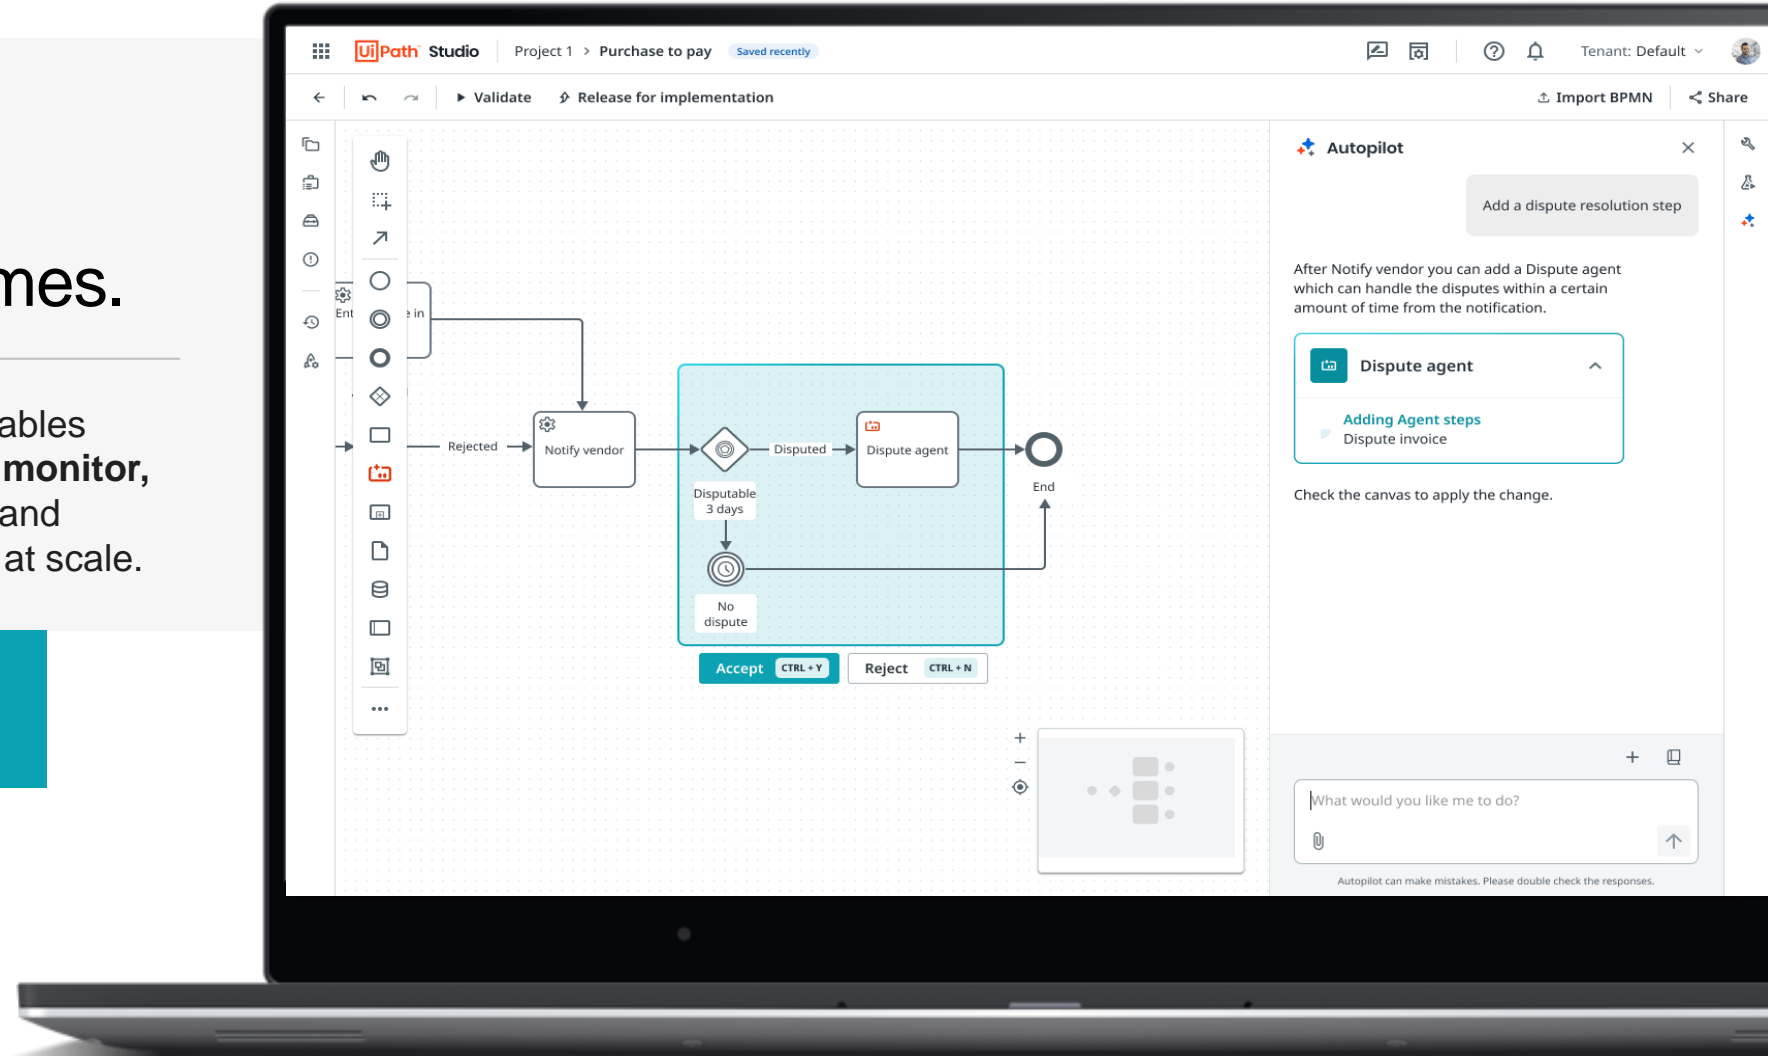 mes.
ables
monitor,
and
at scale.
UiPath Studio
Project 1 > Purchase to pay
Saved recently
Tenant: Default
Validate
Release for implementation
Import BPMN
Share
Ent
e in
Rejected
Notify vendor
Disputed
Dispute agent
Disputable
3 days
End
No
dispute
Accept CTRL + Y
Reject CTRL + N
Autopilot
Add a dispute resolution step
After Notify vendor you can add a Dispute agent
which can handle the disputes within a certain
amount of time from the notification.
Dispute agent
Adding Agent steps
Dispute invoice
Check the canvas to apply the change.
What would you like me to do?
Autopilot can make mistakes. Please double check the responses.